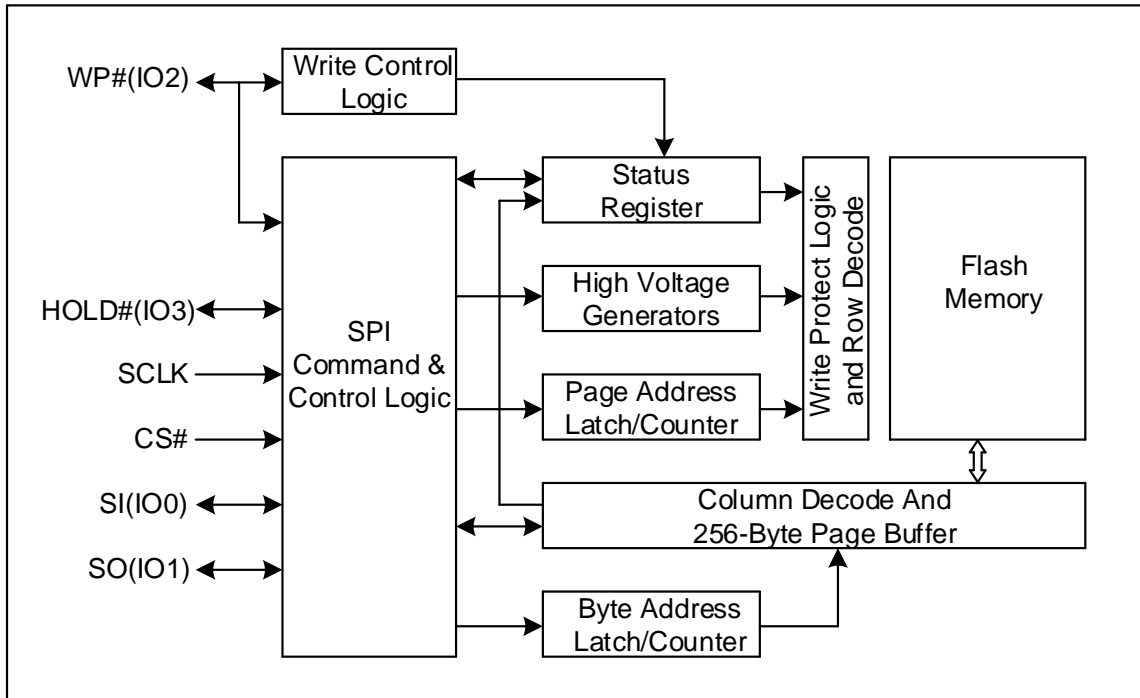 WP#(IO2)
Write Control
Logic
Status
Register
Flash
Memory
Write Protect Logic
and Row Decode
High Voltage
Generators
HOLD#(IO3)
SPI
Command &
Control Logic
SCLK
Page Address
Latch/Counter
CS#
SI(IO0)
Column Decode And
256-Byte Page Buffer
SO(IO1)
Byte Address
Latch/Counter